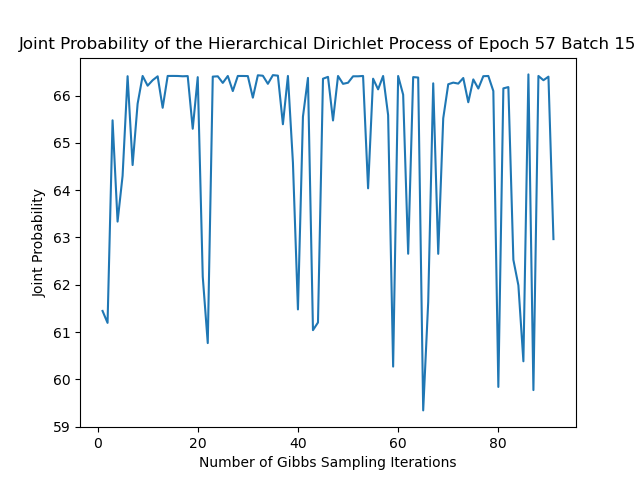 Joint Probability of the Hierarchical Dirichlet Process of Epoch 57 Batch 15
66
65
64
63
62
61
60
59
Joint Probability
0 20 40 60 80
Number of Gibbs Sampling Iterations